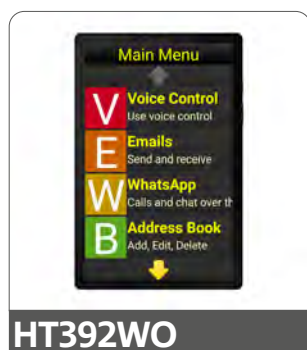 Main Menu
V
Voice Control
Use voice control
E
Emails
Send and receive
W
WhatsApp
Calls and chat over th
B
Address Book
Add, Edit, Delete
HT392WO